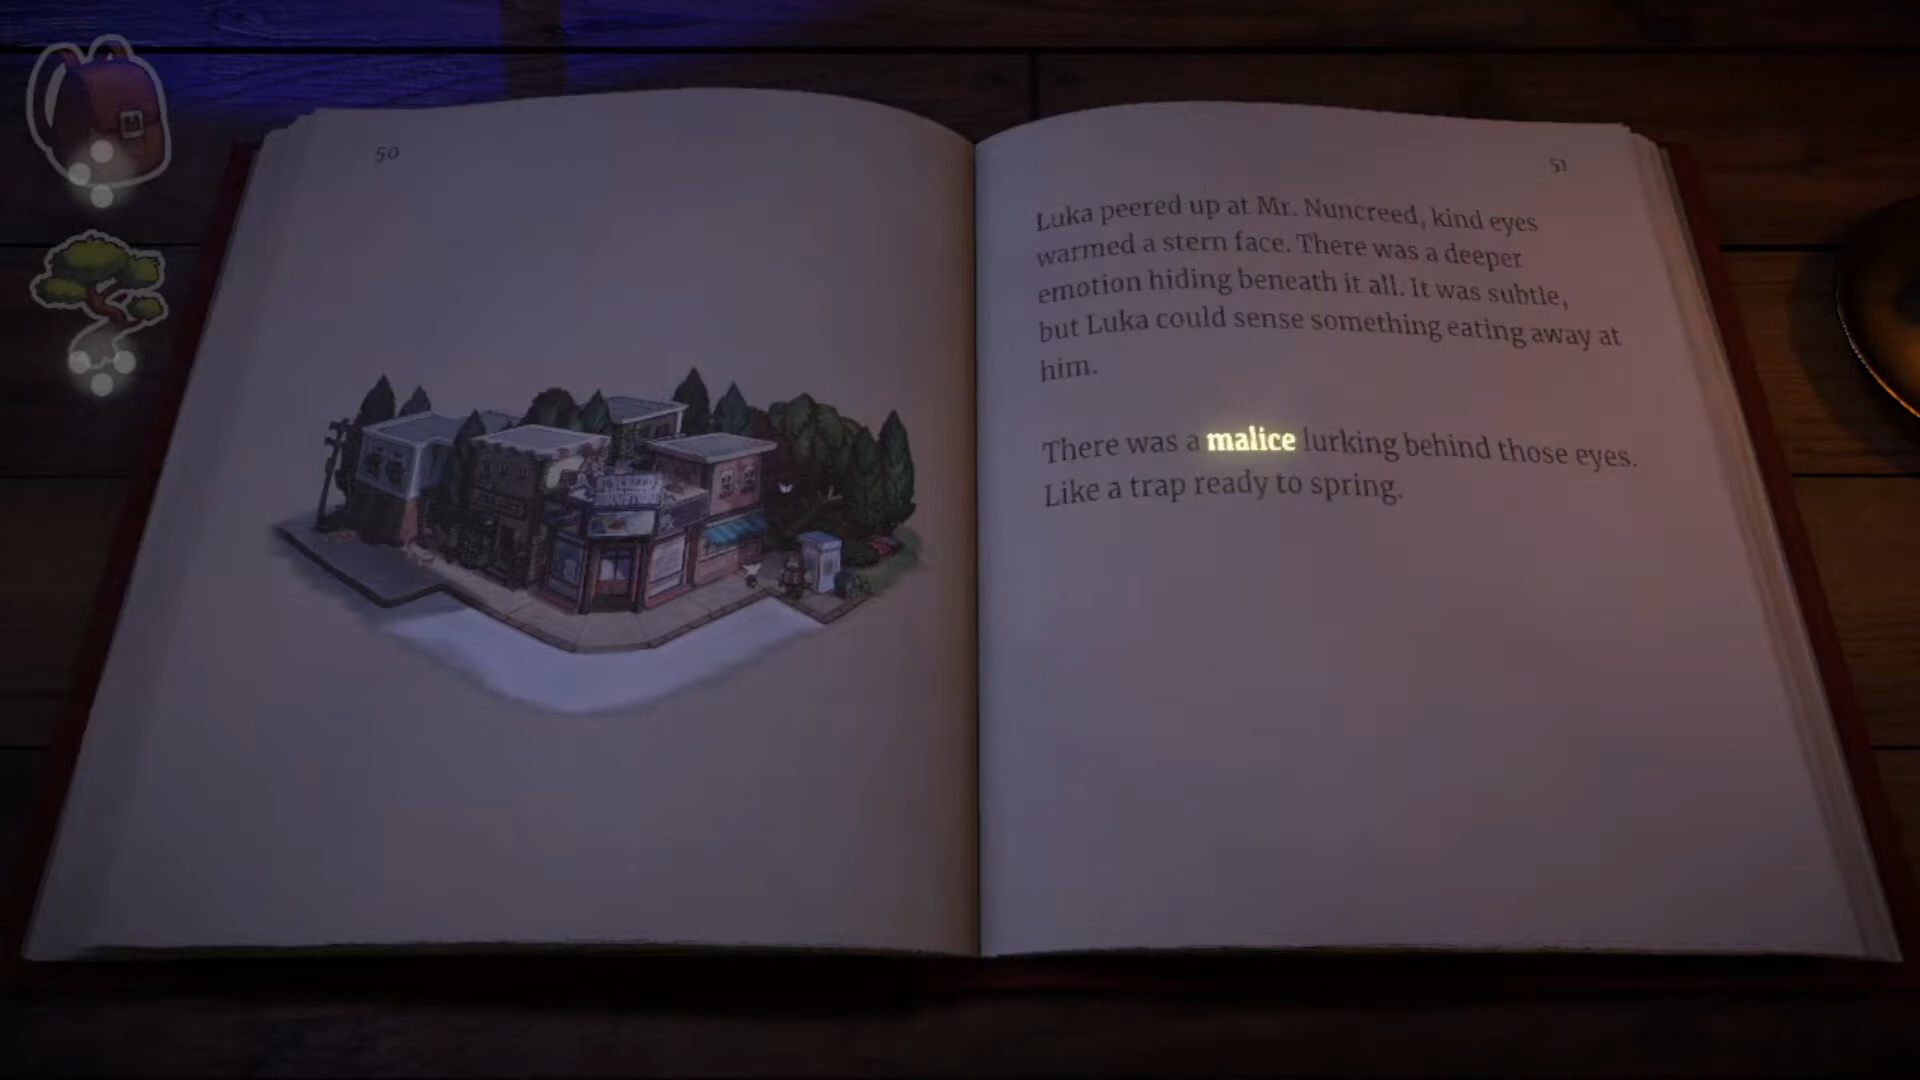 50
51
Luka peered up at Mr. Nuncreed, kind eyes
warmed a stern face. There was a deeper
emotion hiding beneath it all. It was subtle,
but Luka could sense something eating away at
him.
There was a malice lurking behind those eyes.
Like a trap ready to spring.